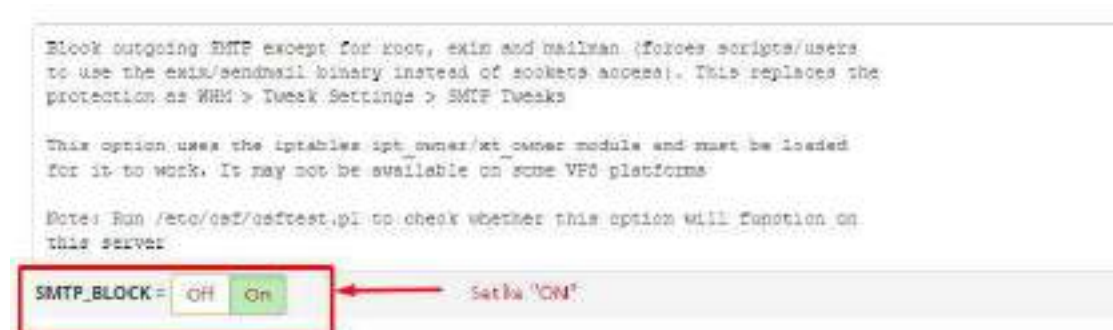 Block outgoing SMTP except for root, exim and mailman (forces scripts/users
to use the exim/sendmail binary instead of sockets access). This replaces the
protection as WHM > Tweak Settings > SMTP Tweaks
This option uses the iptables ipt_owner/xt_owner module and must be loaded
for it to work. It may not be available on some VPS platforms
Note: Run /etc/csf/csftest.pl to check whether this option will function on
this server
SMTP_BLOCK = Off On
"ON"